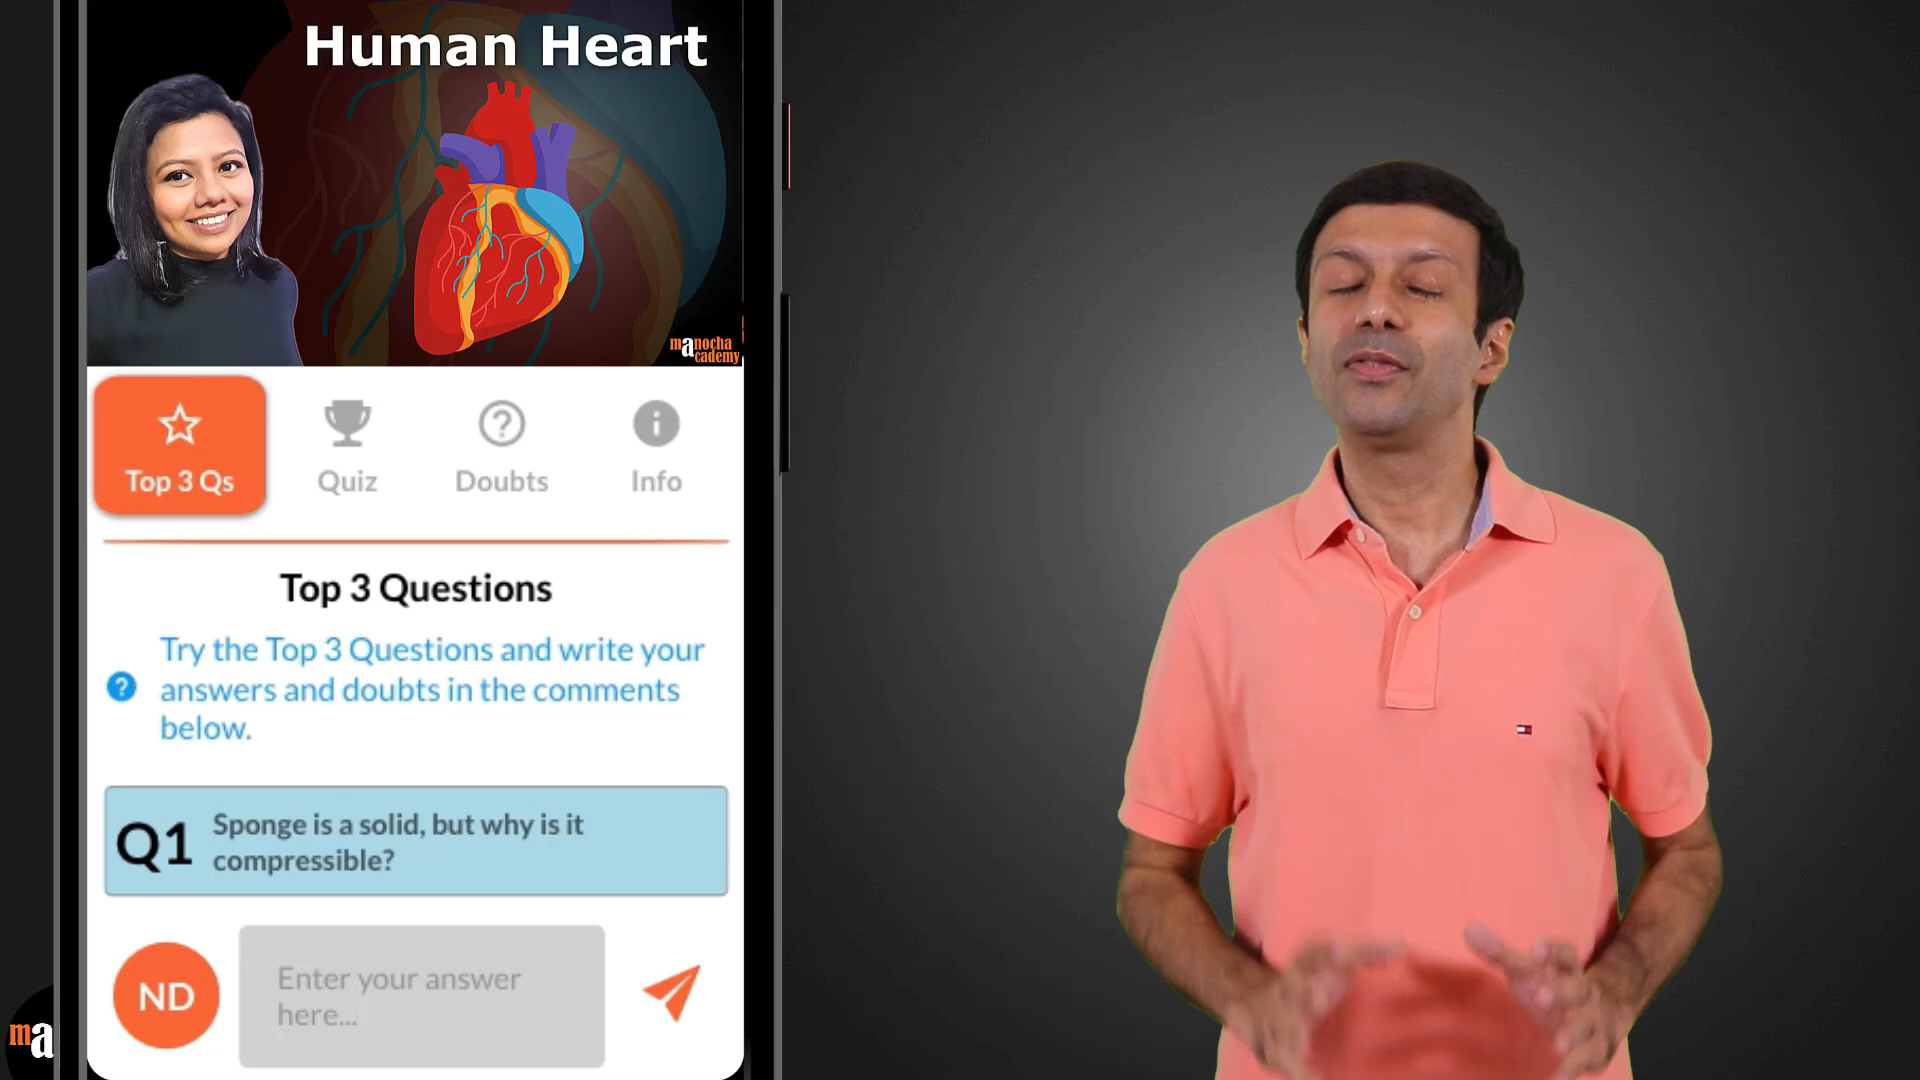 Human Heart
manocha
academy
Top 3 Qs
Quiz
Doubts
Info
Top 3 Questions
Try the Top 3 Questions and write your
answers and doubts in the comments
below.
Q1
Sponge is a solid, but why is it
compressible?
ND
Enter your answer
here...
ma